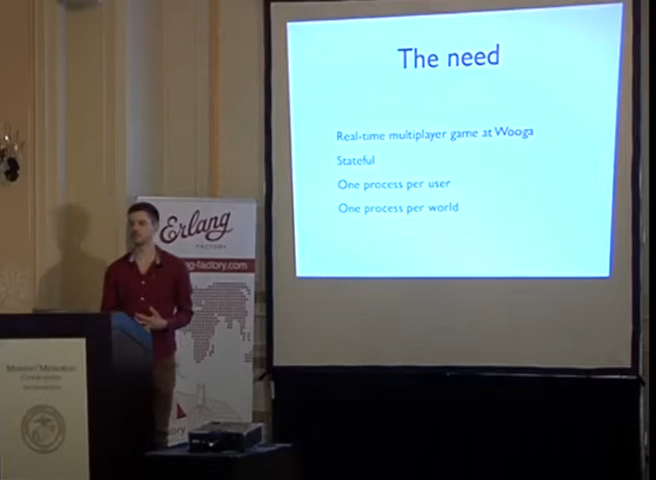 The need
Real-time multiplayer game at Wooga
Stateful
One process per user
One process per world
Erlang
FACTORY
ng-factory.com